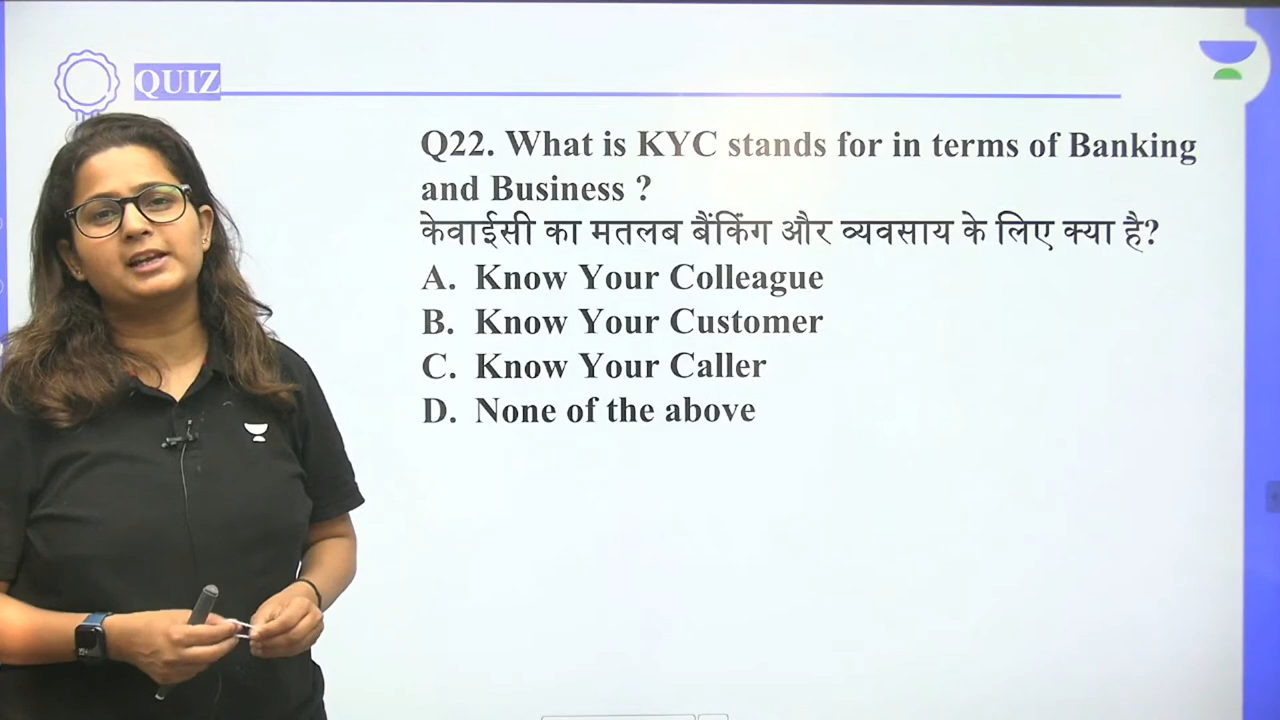 QUIZ
Q22. What is KYC stands for in terms of Banking
and Business ?
केवाईसी का मतलब बैंकिंग और व्यवसाय के लिए क्या है?
A. Know Your Colleague
B. Know Your Customer
C. Know Your Caller
D. None of the above